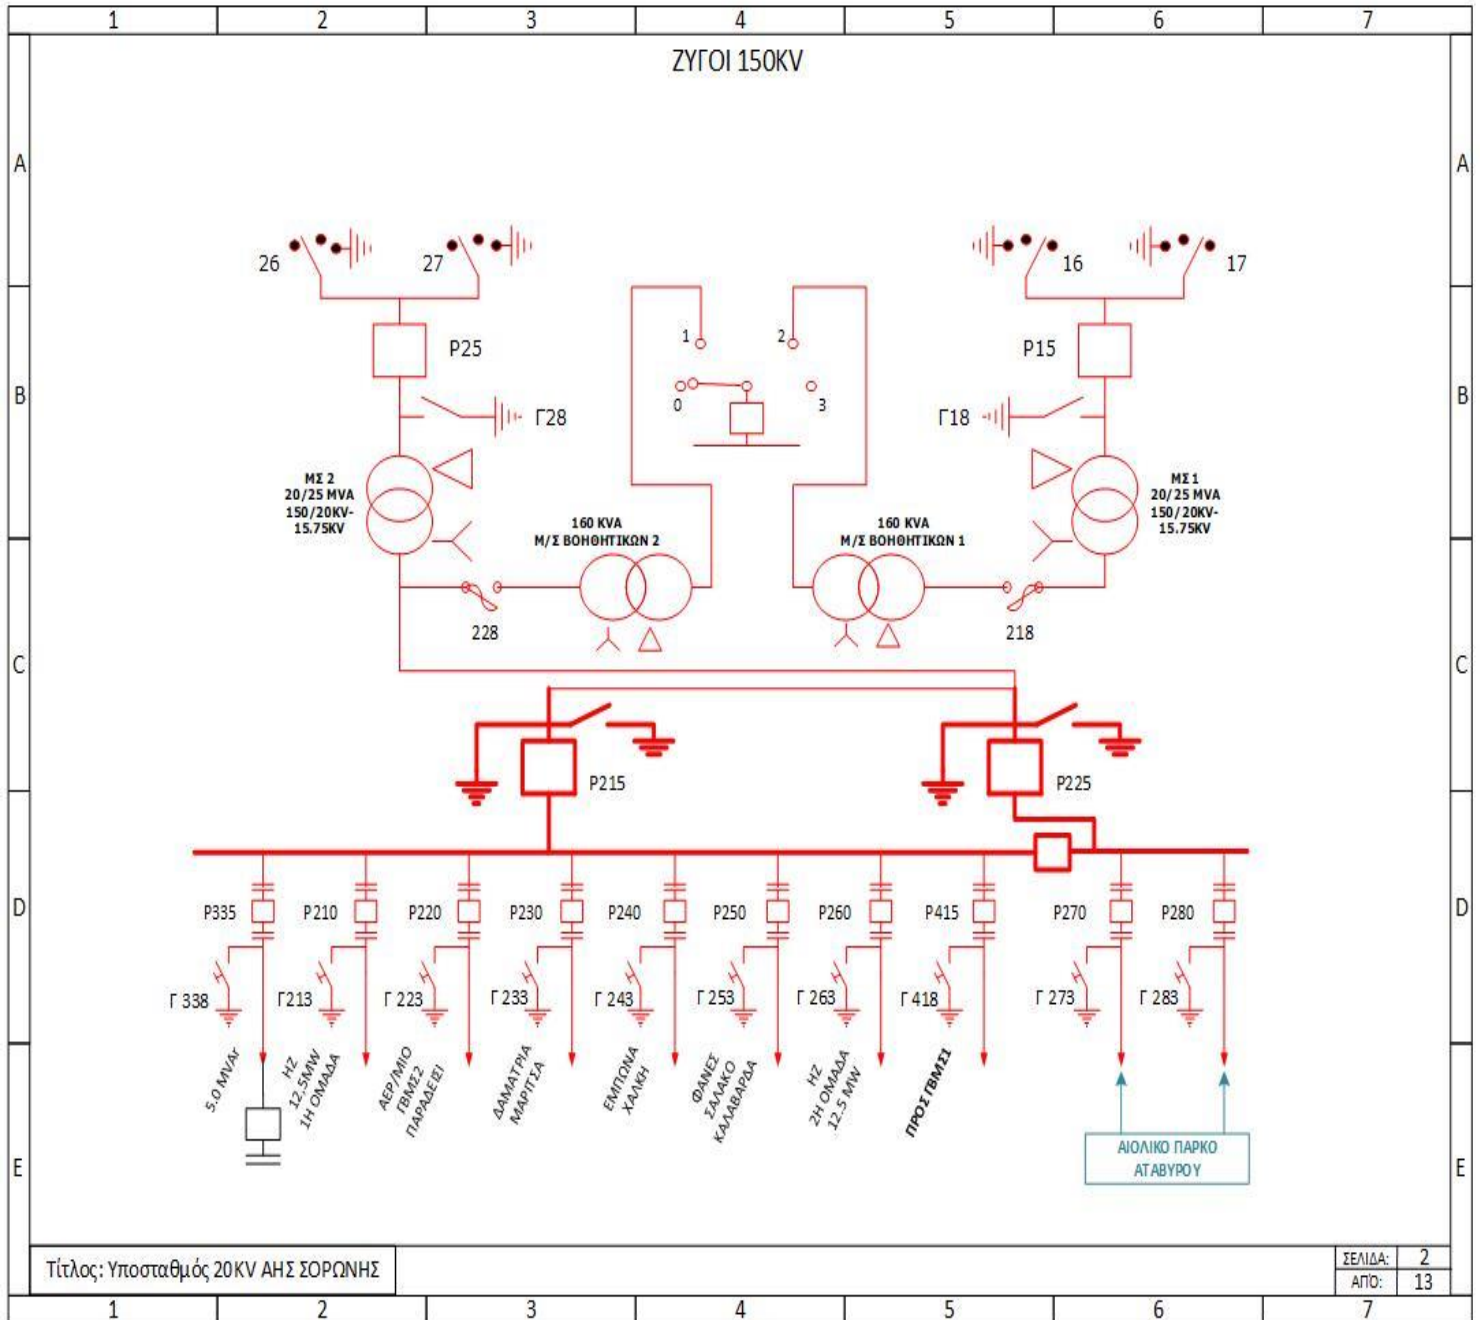 1 2 3 4 5 6 7
ΖΥΓΟΙ 150KV
A A
26 27 16 17
P25 1 2 P15
B B
0 3
Γ28 Γ18
ΜΣ 2
20/25 MVA
150/20KV-
15.75KV
ΜΣ 1
20/25 MVA
150/20KV-
15.75KV
160 KVA
Μ/Σ ΒΟΗΘΗΤΙΚΩΝ 2
160 KVA
Μ/Σ ΒΟΗΘΗΤΙΚΩΝ 1
228 218
C C
P215 P225
D D
P335 P210 P220 P230 P240 P250 P260 P415 P270 P280
Γ 338 Γ213 Γ 223 Γ 233 Γ 243 Γ 253 Γ 263 Γ 418 Γ 273 Γ 283
5.0 MVAr
ΗΖ
12.5MW
1Η ΟΜΑΔΑ
ΑΕΡ/ΜΙΟ
ΓΒΜΣ2
ΠΑΡΑΔΕΙΣΙ
ΔΑΜΑΤΡΙΑ
ΜΑΡΙΤΣΑ
ΕΜΠΩΝΑ
ΧΑΛΚΗ
ΦΑΝΕΣ
ΣΑΛΑΚΟ
ΚΑΛΑΒΑΡΔΑ
ΗΖ
2Η ΟΜΑΔΑ
12.5 MW
ΠΡΟΣ ΓΒΜΣ1
ΑΙΟΛΙΚΟ ΠΑΡΚΟ
ΑΤΑΒΥΡΟΥ
E E
Τίτλος: Υποσταθμός 20KV ΑΗΣ ΣΟΡΩΝΗΣ
ΣΕΛΙΔΑ: 2
ΑΠΌ: 13
1 2 3 4 5 6 7